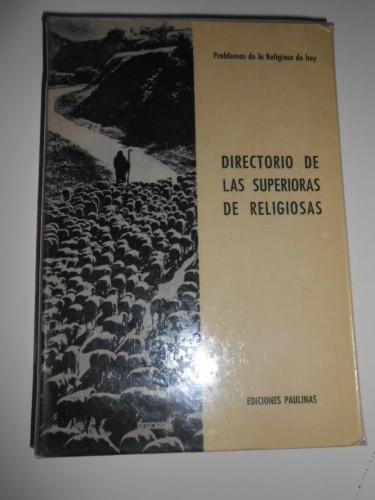 Problemas de la Religiosa de hoy
DIRECTORIO DE
LAS SUPERIORAS
DE RELIGIOSAS
EDICIONES PAULINAS